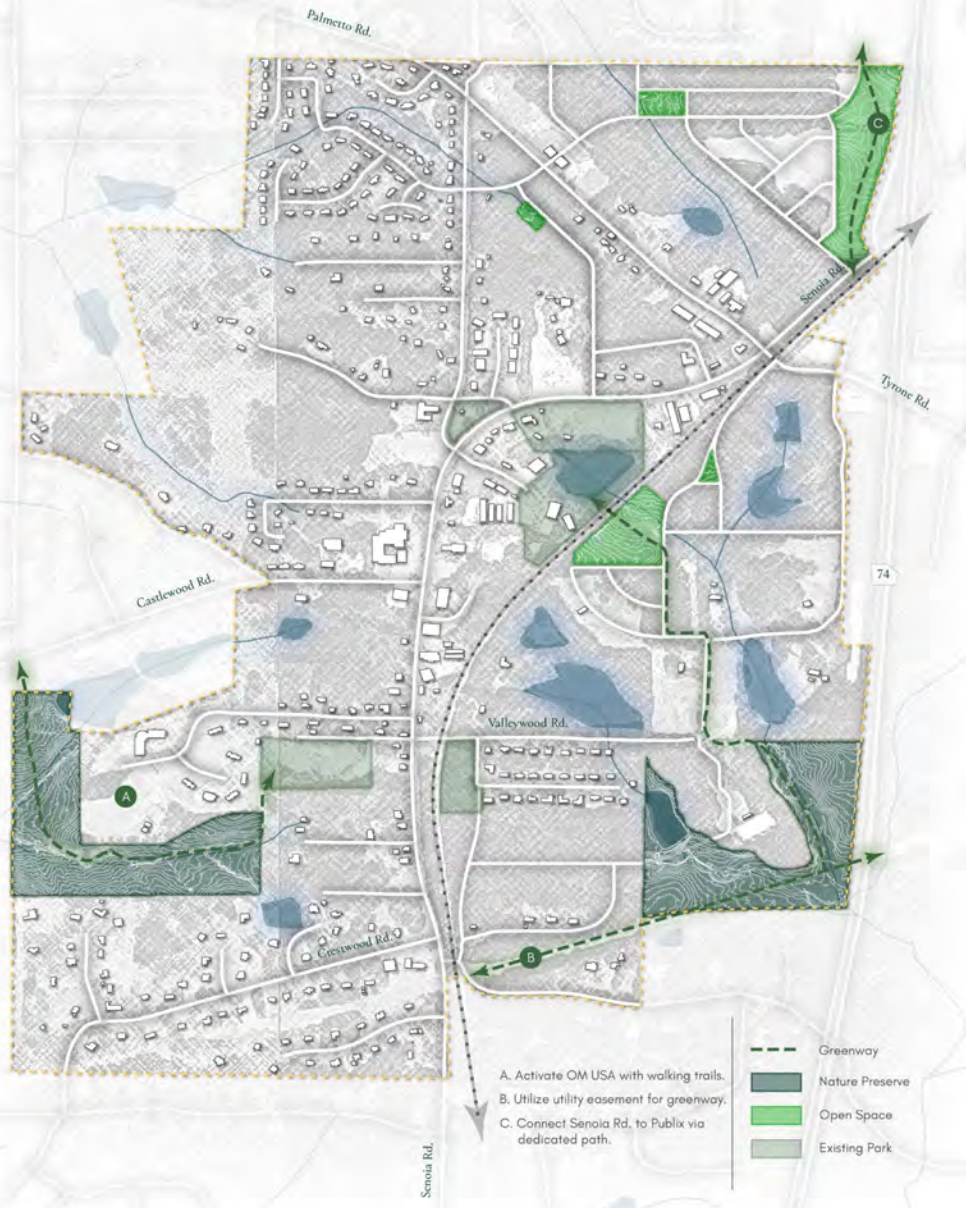 Palmetto Rd.
C
Senoia Rd.
Tyrone Rd.
74
Castlewood Rd.
Valleywood Rd.
A
Crestwood Rd.
B
A. Activate OM USA with walking trails.
B. Utilize utility easement for greenway.
C. Connect Senoia Rd. to Publix via
dedicated path.
Greenway
Nature Preserve
Open Space
Existing Park
Senoia Rd.